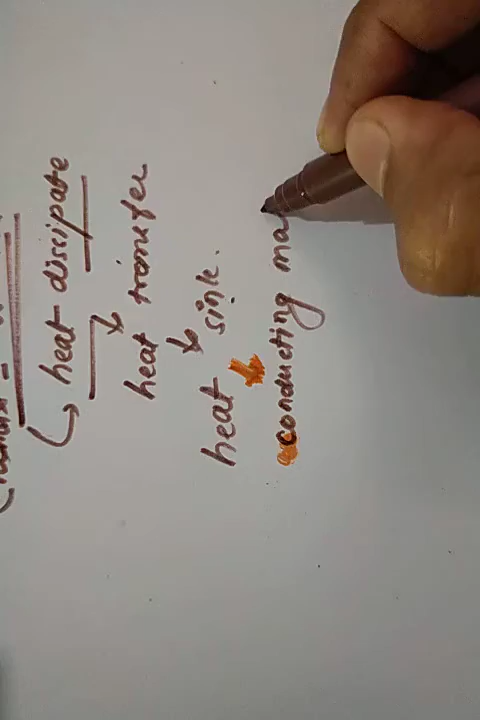 heat dissipate
heat transfer
heat sink.
conducting ma